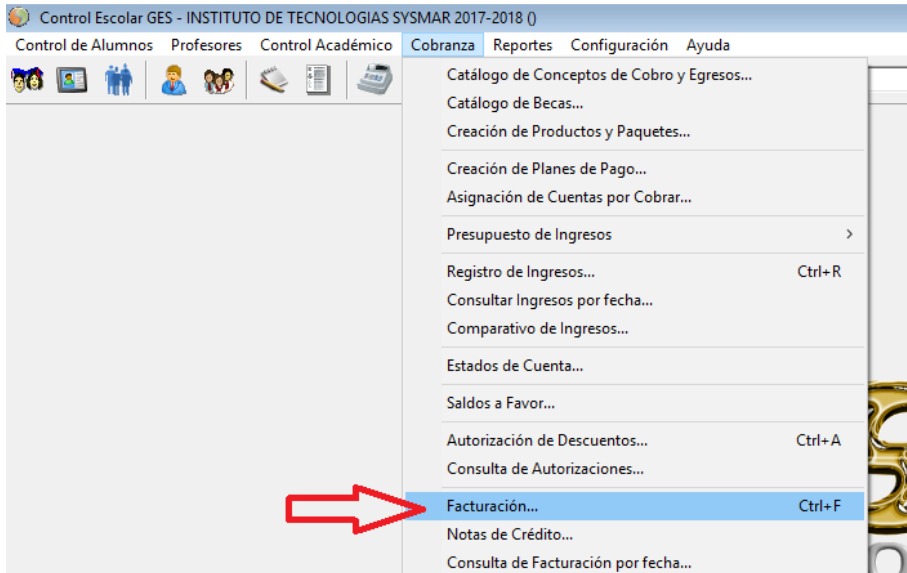 Control Escolar GES - INSTITUTO DE TECNOLOGIAS SYSMAR 2017-2018 ()
Control de Alumnos Profesores Control Académico Cobranza Reportes Configuración Ayuda
Catálogo de Conceptos de Cobro y Egresos...
Catálogo de Becas...
Creación de Productos y Paquetes...
Creación de Planes de Pago...
Asignación de Cuentas por Cobrar...
Presupuesto de Ingresos >
Registro de Ingresos... Ctrl+R
Consultar Ingresos por fecha...
Comparativo de Ingresos...
Estados de Cuenta...
Saldos a Favor...
Autorización de Descuentos... Ctrl+A
Consulta de Autorizaciones...
Facturación... Ctrl+F
Notas de Crédito...
Consulta de Facturación por fecha...